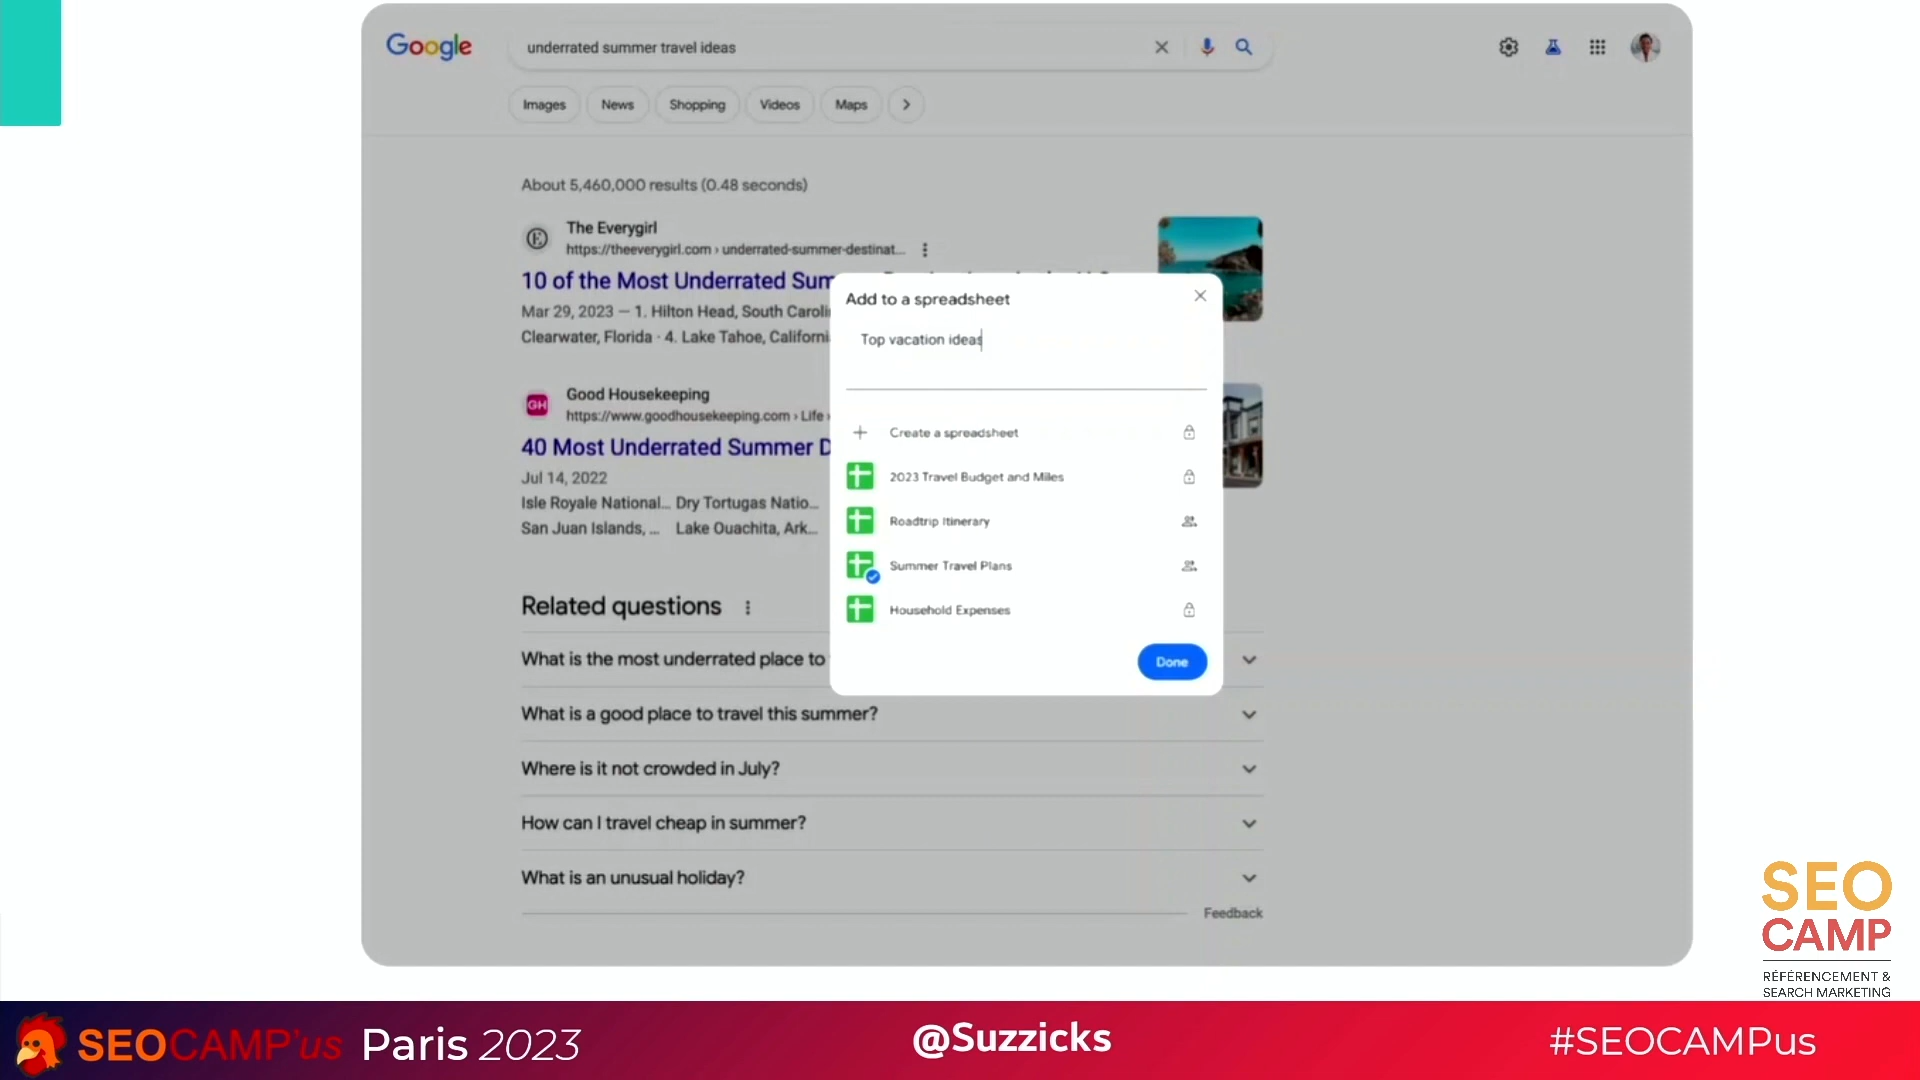 Google
underrated summer travel ideas
Images
News
Shopping
Videos
Maps
About 5,460,000 results (0.48 seconds)
The Everygirl
https://theeverygirl.com › underrated-summer-destinat...
10 of the Most Underrated Sum
Mar 29, 2023 — 1. Hilton Head, South Caroli
Clearwater, Florida · 4. Lake Tahoe, Californi
GH
Good Housekeeping
https://www.goodhousekeeping.com › Life ›
40 Most Underrated Summer D
Jul 14, 2022
Isle Royale National... Dry Tortugas Natio...
San Juan Islands, ... Lake Ouachita, Ark...
Add to a spreadsheet
Top vacation ideas
Create a spreadsheet
2023 Travel Budget and Miles
Roadtrip Itinerary
Summer Travel Plans
Household Expenses
Done
Related questions
What is the most underrated place to
What is a good place to travel this summer?
Where is it not crowded in July?
How can I travel cheap in summer?
What is an unusual holiday?
Feedback
SEO
CAMP
RÉFÉRENCEMENT &
SEARCH MARKETING
SEOCAMP'us Paris 2023
@Suzzicks
#SEOCAMPus